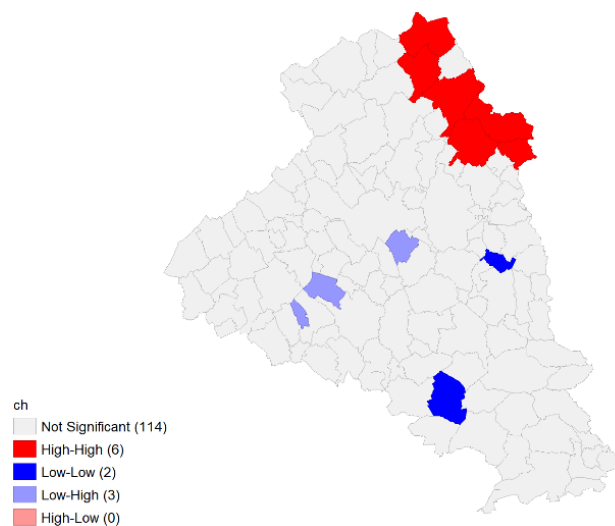 ch
Not Significant (114)
High-High (6)
Low-Low (2)
Low-High (3)
High-Low (0)